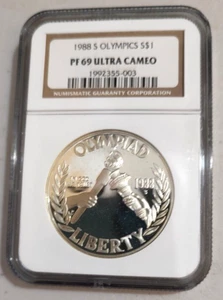 1988 S OLYMPICS S$1
PF 69 ULTRA CAMEO
1992355-003
NUMISMATIC GUARANTY CORPORATION
OLYMPIAD
1988
LIBERTY